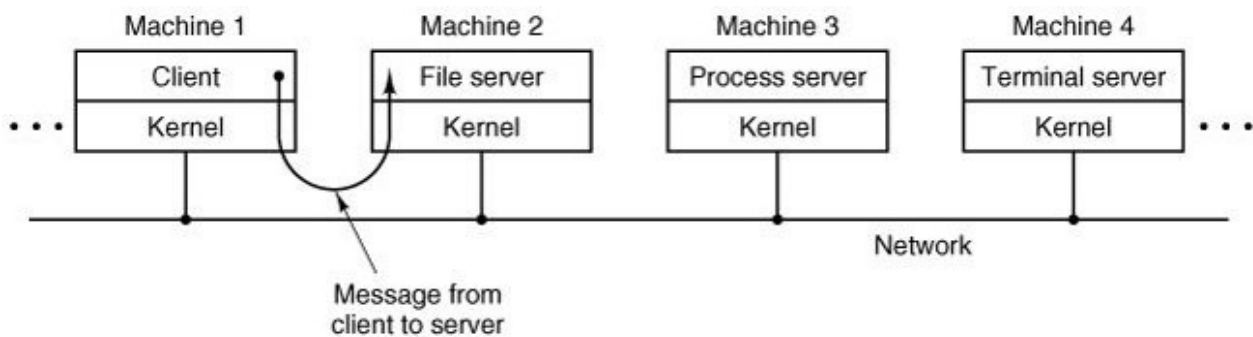 Machine 1
Machine 2
Machine 3
Machine 4
Client
File server
Process server
Terminal server
Kernel
Kernel
Kernel
Kernel
Network
Message from
client to server